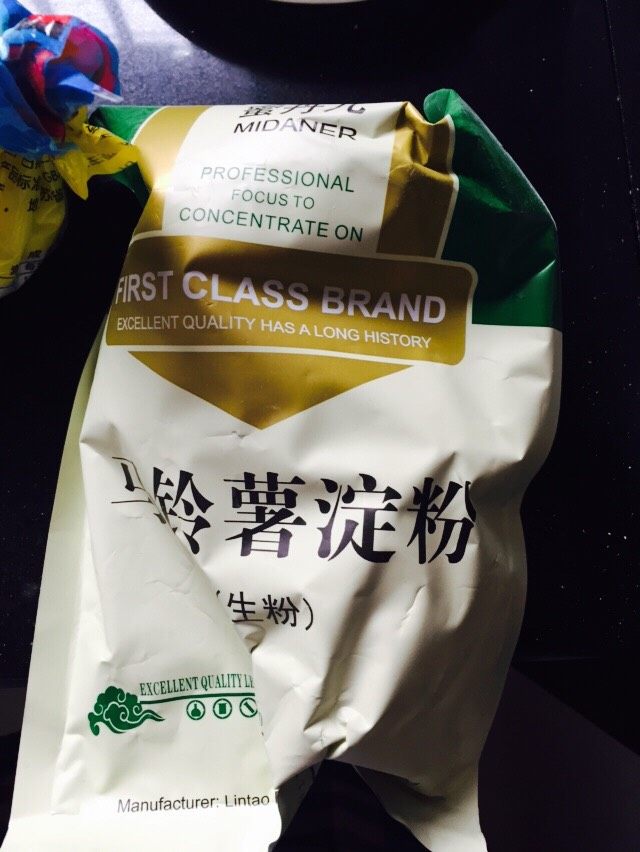 MIDANER
PROFESSIONAL
FOCUS TO
CONCENTRATE ON
FIRST CLASS BRAND
EXCELLENT QUALITY HAS A LONG HISTORY
铃薯淀粉
（生粉）
EXCELLENT QUALITY
Manufacturer: Lintao